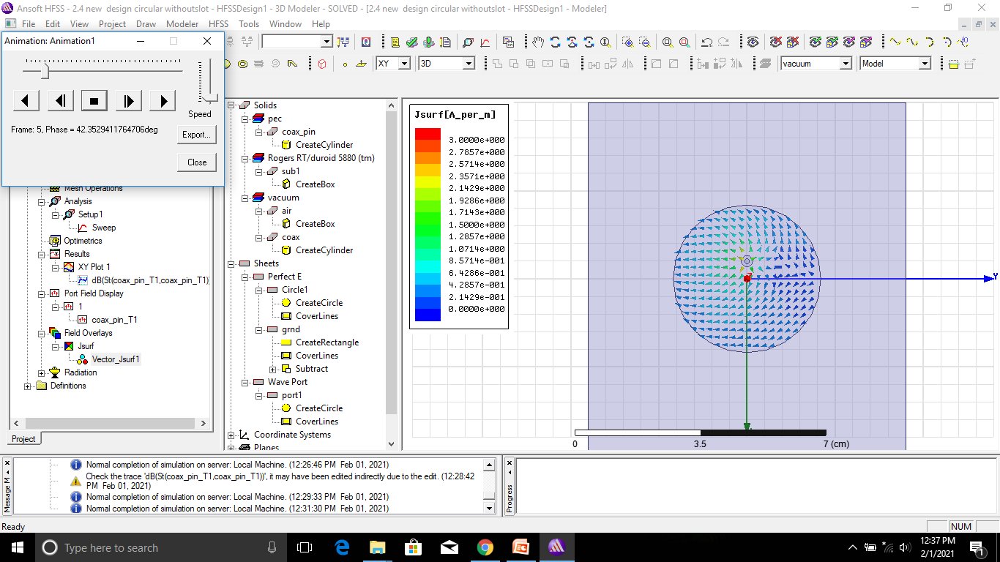 Ansoft HFSS - 2.4 new  design circular withoutslot - HFSSDesign1 - 3D Modeler - SOLVED - [2.4 new  design circular withoutslot - HFSSDesign1 - Modeler]
File Edit View Project Draw Modeler HFSS Tools Window Help
Animation: Animation1
XY 3D vacuum Model
Speed
Frame: 5, Phase = 42.3529411764706deg
Export...
Close
Mesh Operations
Analysis
Setup1
Sweep
Optimetrics
Results
XY Plot 1
dB(St(coax_pin_T1,coax_pin_T1))
Port Field Display
1
coax_pin_T1
Field Overlays
Jsurf
Vector_Jsurf1
Radiation
Definitions
Project
Solids
pec
coax_pin
CreateCylinder
Rogers RT/duroid 5880 (tm)
sub1
CreateBox
vacuum
air
CreateBox
coax
CreateCylinder
Sheets
Perfect E
Circle1
CreateCircle
CoverLines
grnd
CreateRectangle
CoverLines
Subtract
Wave Port
port1
CreateCircle
CoverLines
Coordinate Systems
Planes
Jsurf[A_per_m]
3.0000e+000
2.7857e+000
2.5714e+000
2.3571e+000
2.1429e+000
1.9286e+000
1.7143e+000
1.5000e+000
1.2857e+000
1.0714e+000
8.5714e-001
6.4286e-001
4.2857e-001
2.1429e-001
0.0000e+000
Y
0 3.5 7 (cm)
Message M
Normal completion of simulation on server: Local Machine. (12:26:46 PM  Feb 01, 2021)
Check the trace 'dB(St(coax_pin_T1,coax_pin_T1))', it may have been edited indirectly due to the edit. (12:28:42
PM  Feb 01, 2021)
Normal completion of simulation on server: Local Machine. (12:29:33 PM  Feb 01, 2021)
Normal completion of simulation on server: Local Machine. (12:31:30 PM  Feb 01, 2021)
Progress
Ready
NUM
Type here to search
12:37 PM
2/1/2021
1